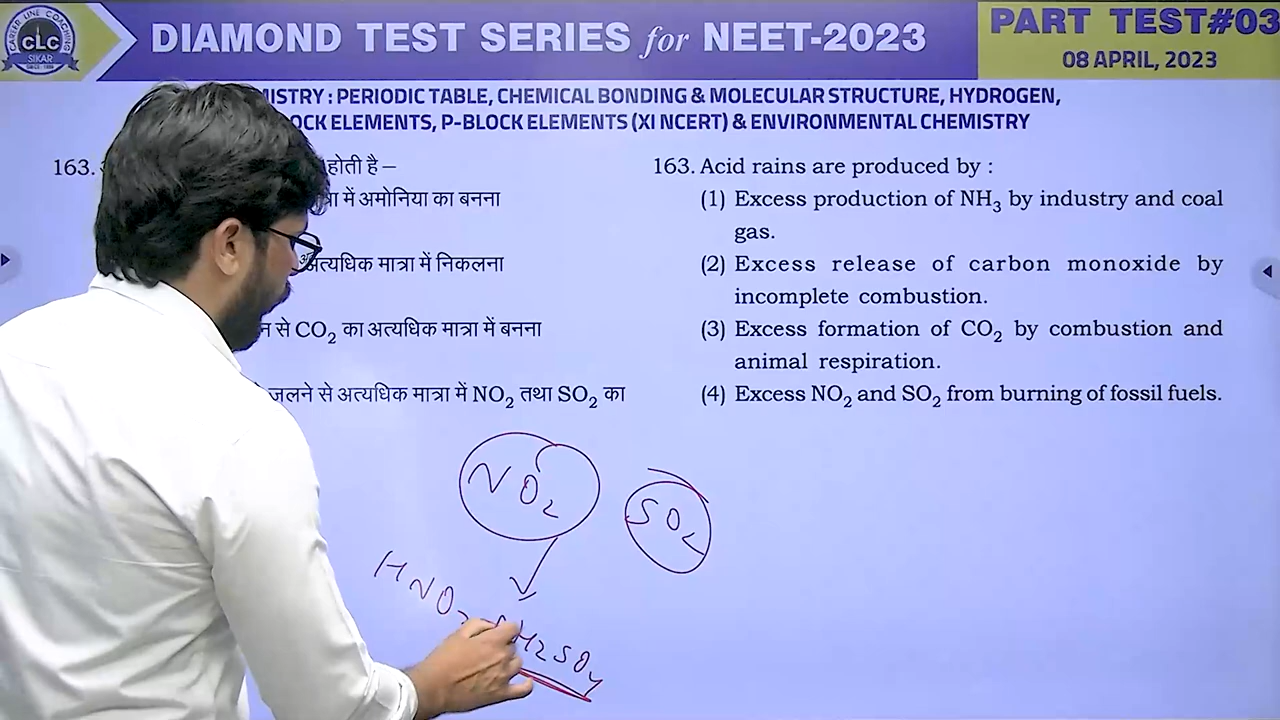 CAREER LINE COACHING
CLC
SIKAR
DIAMOND TEST SERIES for NEET-2023
PART TEST#03
08 APRIL, 2023
MISTRY : PERIODIC TABLE, CHEMICAL BONDING & MOLECULAR STRUCTURE, HYDROGEN,
OCK ELEMENTS, P-BLOCK ELEMENTS (XI NCERT) & ENVIRONMENTAL CHEMISTRY
163. होती है –
में अमोनिया का बनना
अत्यधिक मात्रा में निकलना
से CO₂ का अत्यधिक मात्रा में बनना
जलने से अत्यधिक मात्रा में NO₂ तथा SO₂ का
163. Acid rains are produced by :
(1) Excess production of NH₃ by industry and coal
gas.
(2) Excess release of carbon monoxide by
incomplete combustion.
(3) Excess formation of CO₂ by combustion and
animal respiration.
(4) Excess NO₂ and SO₂ from burning of fossil fuels.
NO₂ SO₂
HNO
H2SO4